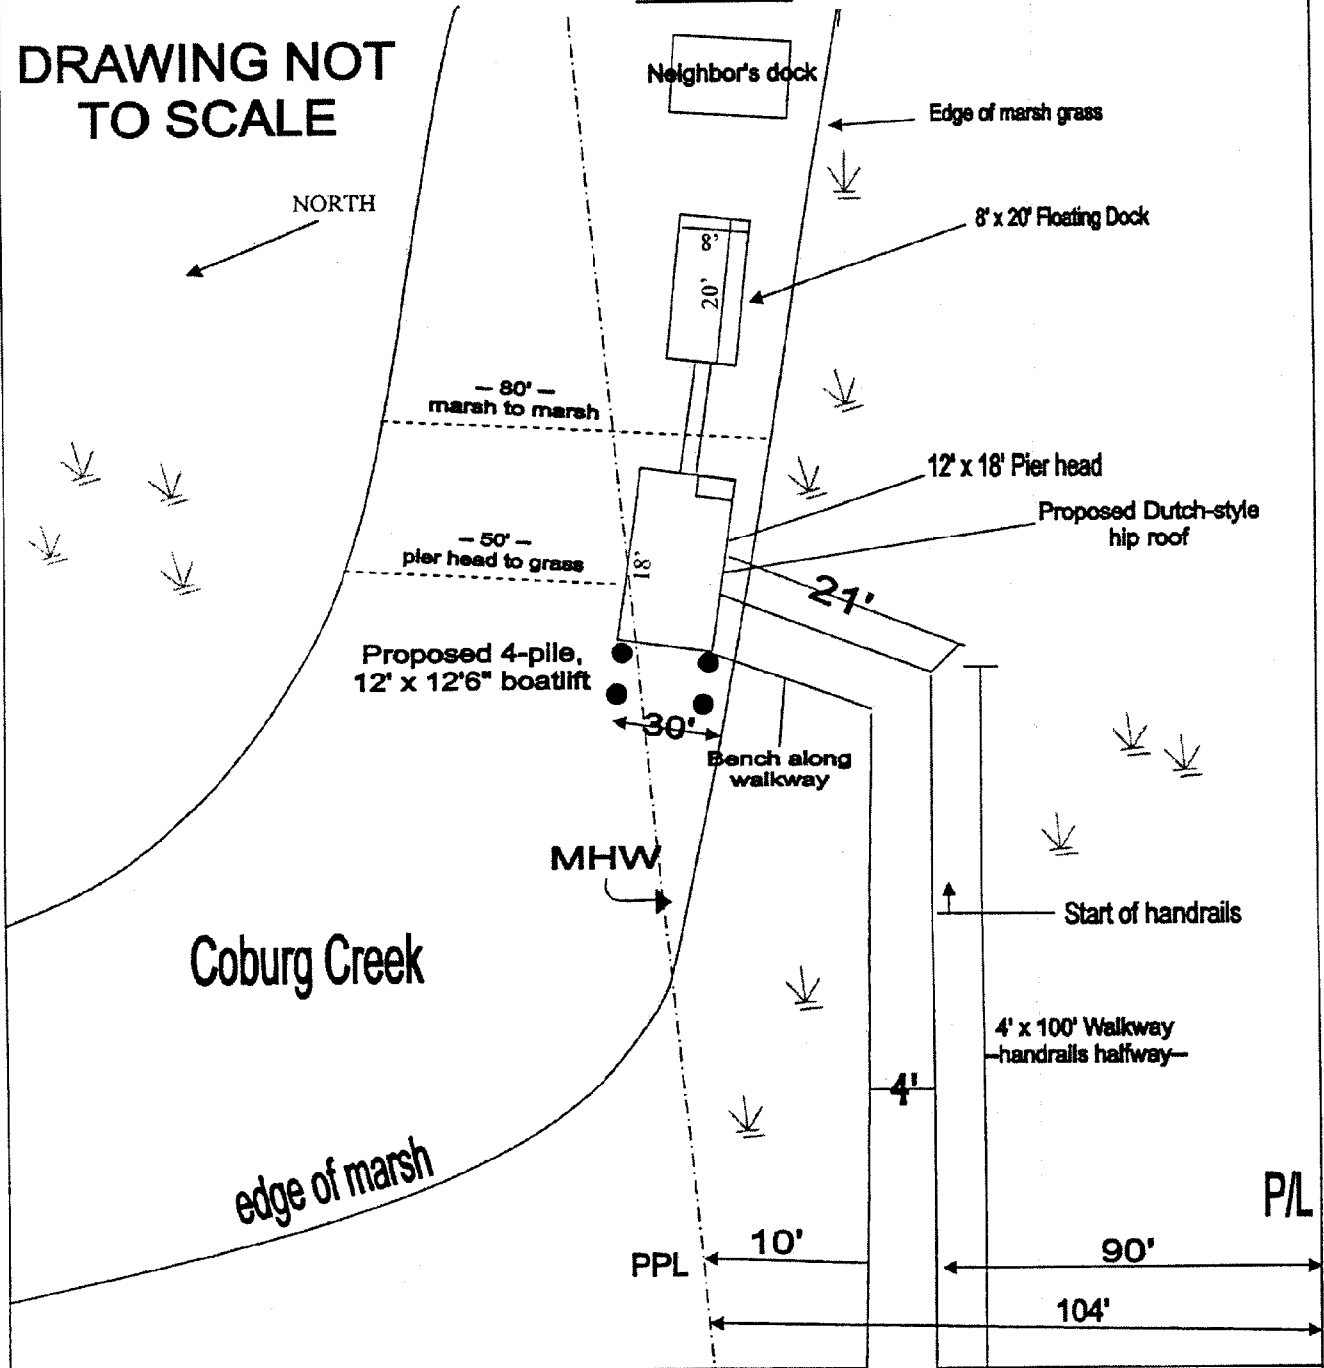 DRAWING NOT
TO SCALE
Neighbor's dock
Edge of marsh grass
NORTH
8' x 20' Floating Dock
8'
20'
— 80' —
marsh to marsh
12' x 18' Pier head
Proposed Dutch-style
hip roof
— 50' —
pier head to grass
18'
21'
Proposed 4-pile,
12' x 12'6" boatlift
30'
Bench along
walkway
MHW
Start of handrails
Coburg Creek
4' x 100' Walkway
handrails halfway
4'
edge of marsh
P/L
PPL
10'
90'
104'